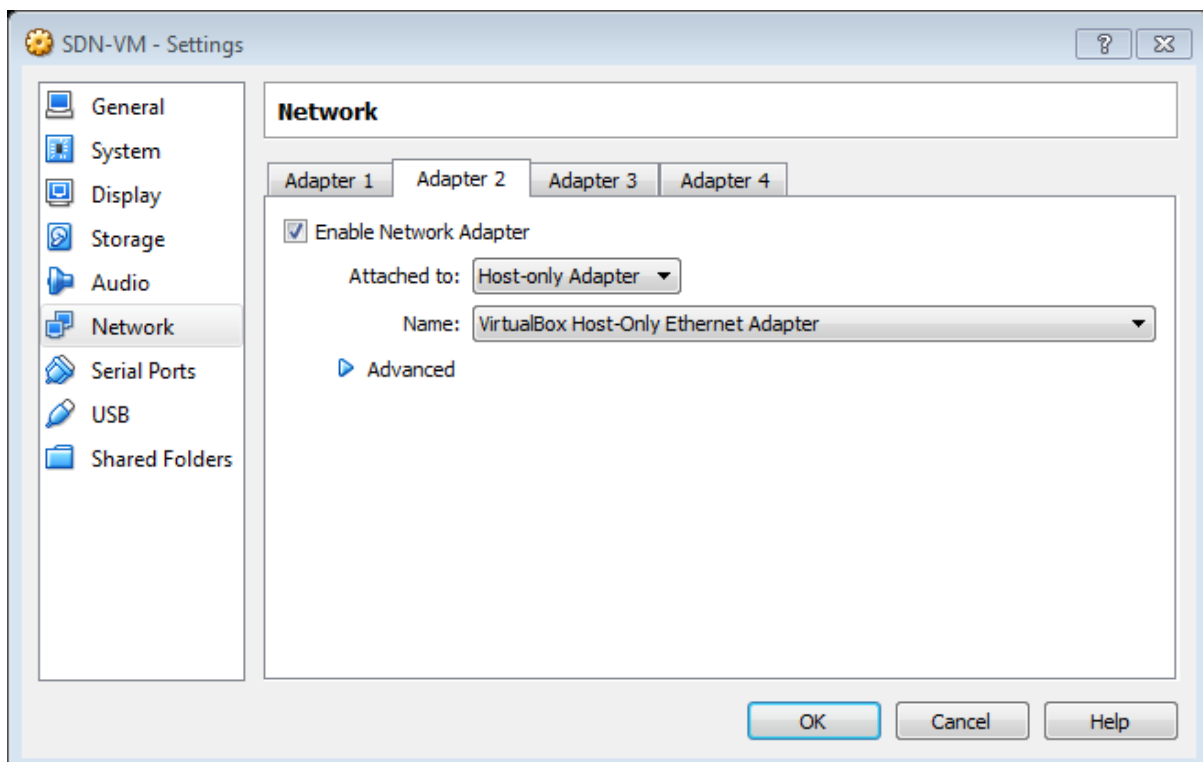 SDN-VM - Settings
General
System
Display
Storage
Audio
Network
Serial Ports
USB
Shared Folders
Network
Adapter 1 Adapter 2 Adapter 3 Adapter 4
Enable Network Adapter
Attached to: Host-only Adapter
Name: VirtualBox Host-Only Ethernet Adapter
Advanced
OK Cancel Help